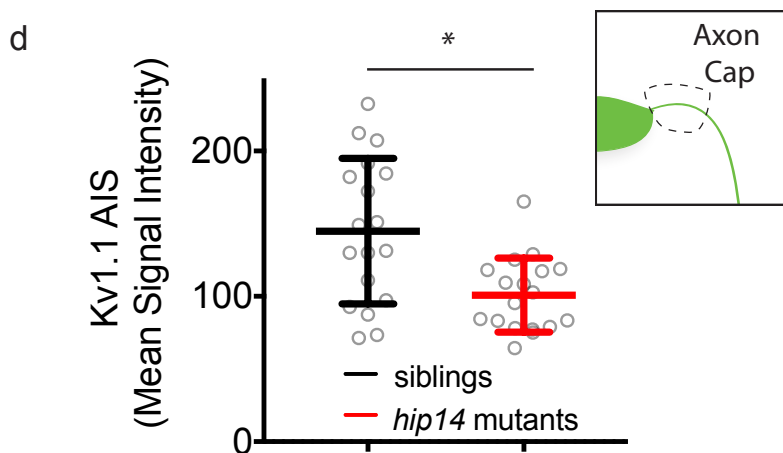 d
*
Axon
Cap
Kv1.1 AIS
(Mean Signal Intensity)
200
100
0
siblings
hip14 mutants